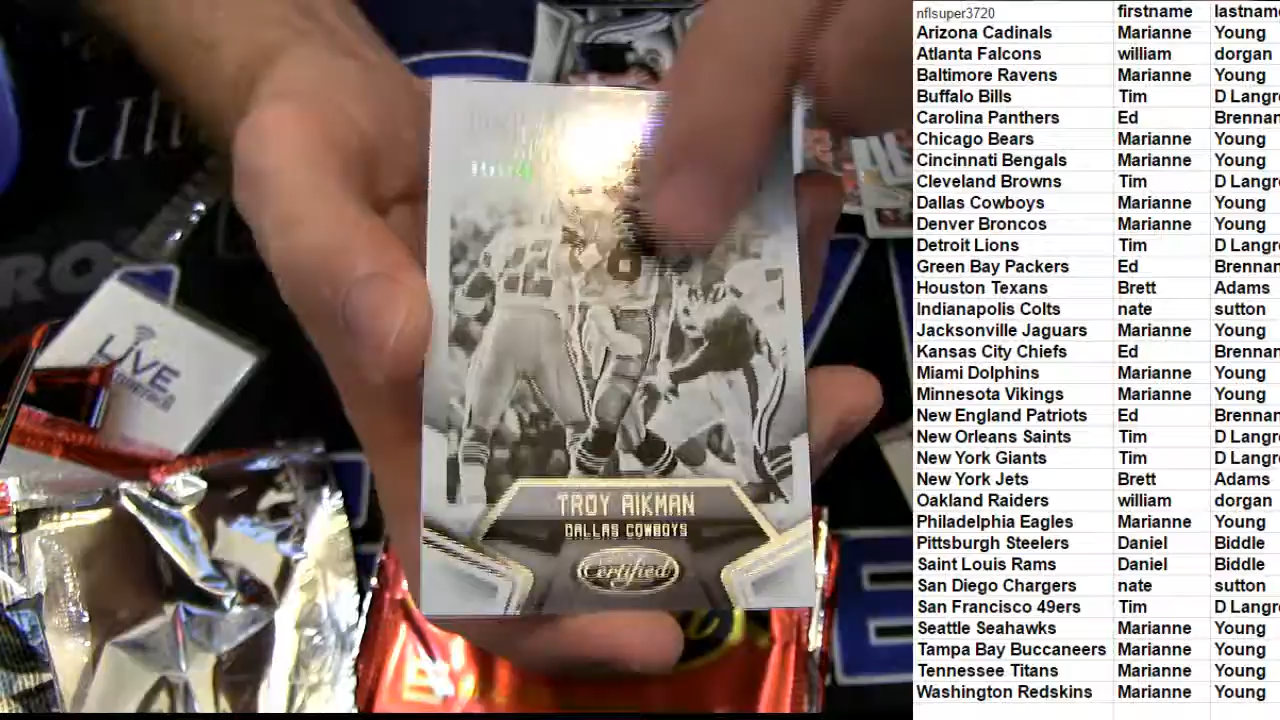 TROY AIKMAN
DALLAS COWBOYS
Certified
LIVE
nflsuper3720 firstname lastname
Arizona Cadinals Marianne Young
Atlanta Falcons william dorgan
Baltimore Ravens Marianne Young
Buffalo Bills Tim D Langre
Carolina Panthers Ed Brennan
Chicago Bears Marianne Young
Cincinnati Bengals Marianne Young
Cleveland Browns Tim D Langre
Dallas Cowboys Marianne Young
Denver Broncos Marianne Young
Detroit Lions Tim D Langre
Green Bay Packers Ed Brennan
Houston Texans Brett Adams
Indianapolis Colts nate sutton
Jacksonville Jaguars Marianne Young
Kansas City Chiefs Ed Brennan
Miami Dolphins Marianne Young
Minnesota Vikings Marianne Young
New England Patriots Ed Brennan
New Orleans Saints Tim D Langre
New York Giants Tim D Langre
New York Jets Brett Adams
Oakland Raiders william dorgan
Philadelphia Eagles Marianne Young
Pittsburgh Steelers Daniel Biddle
Saint Louis Rams Daniel Biddle
San Diego Chargers nate sutton
San Francisco 49ers Tim D Langre
Seattle Seahawks Marianne Young
Tampa Bay Buccaneers Marianne Young
Tennessee Titans Marianne Young
Washington Redskins Marianne Young